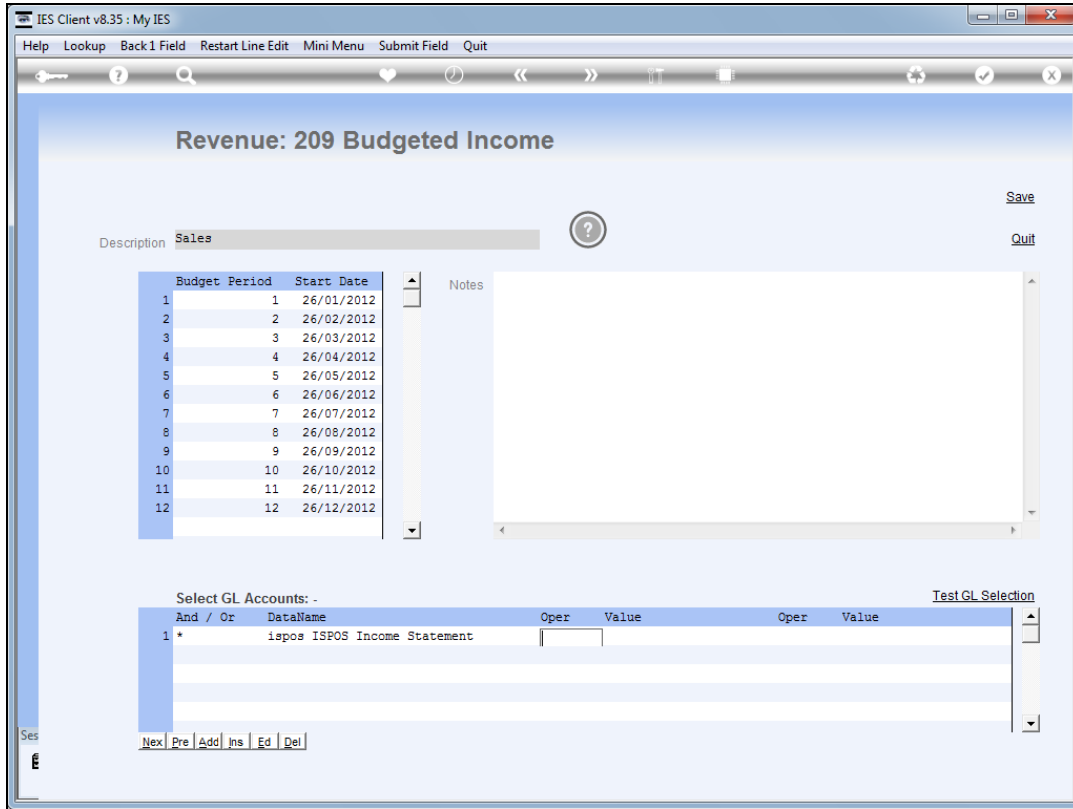 IES Client v8.35 : My IES
Help Lookup Back 1 Field Restart Line Edit Mini Menu Submit Field Quit
Revenue: 209 Budgeted Income
Save
Description Sales ? Quit
Budget Period Start Date Notes
1 1 26/01/2012
2 2 26/02/2012
3 3 26/03/2012
4 4 26/04/2012
5 5 26/05/2012
6 6 26/06/2012
7 7 26/07/2012
8 8 26/08/2012
9 9 26/09/2012
10 10 26/10/2012
11 11 26/11/2012
12 12 26/12/2012
Select GL Accounts: - Test GL Selection
And / Or DataName Oper Value Oper Value
1 * ispos ISPOS Income Statement
Ses
Nex Pre Add Ins Ed Del